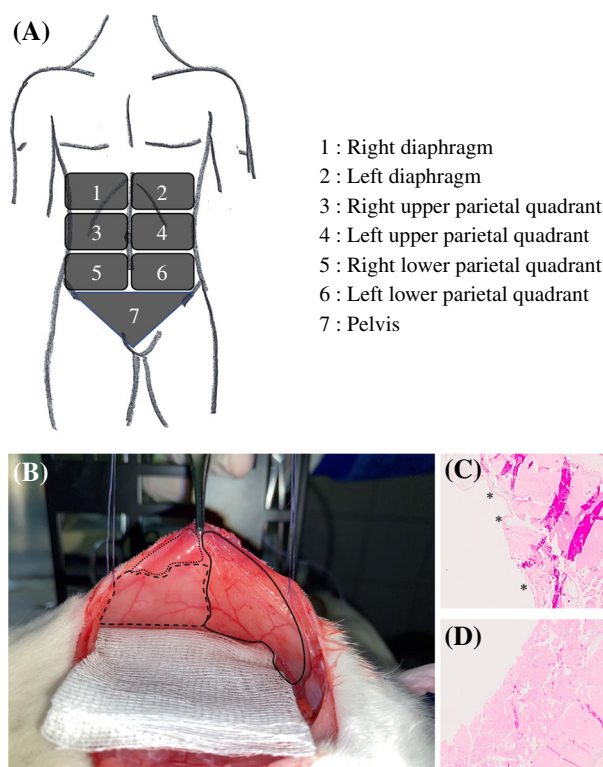 (A)
1 2
3 4
5 6
7
1 : Right diaphragm
2 : Left diaphragm
3 : Right upper parietal quadrant
4 : Left upper parietal quadrant
5 : Right lower parietal quadrant
6 : Left lower parietal quadrant
7 : Pelvis
(B)
(C)
*
*
*
(D)